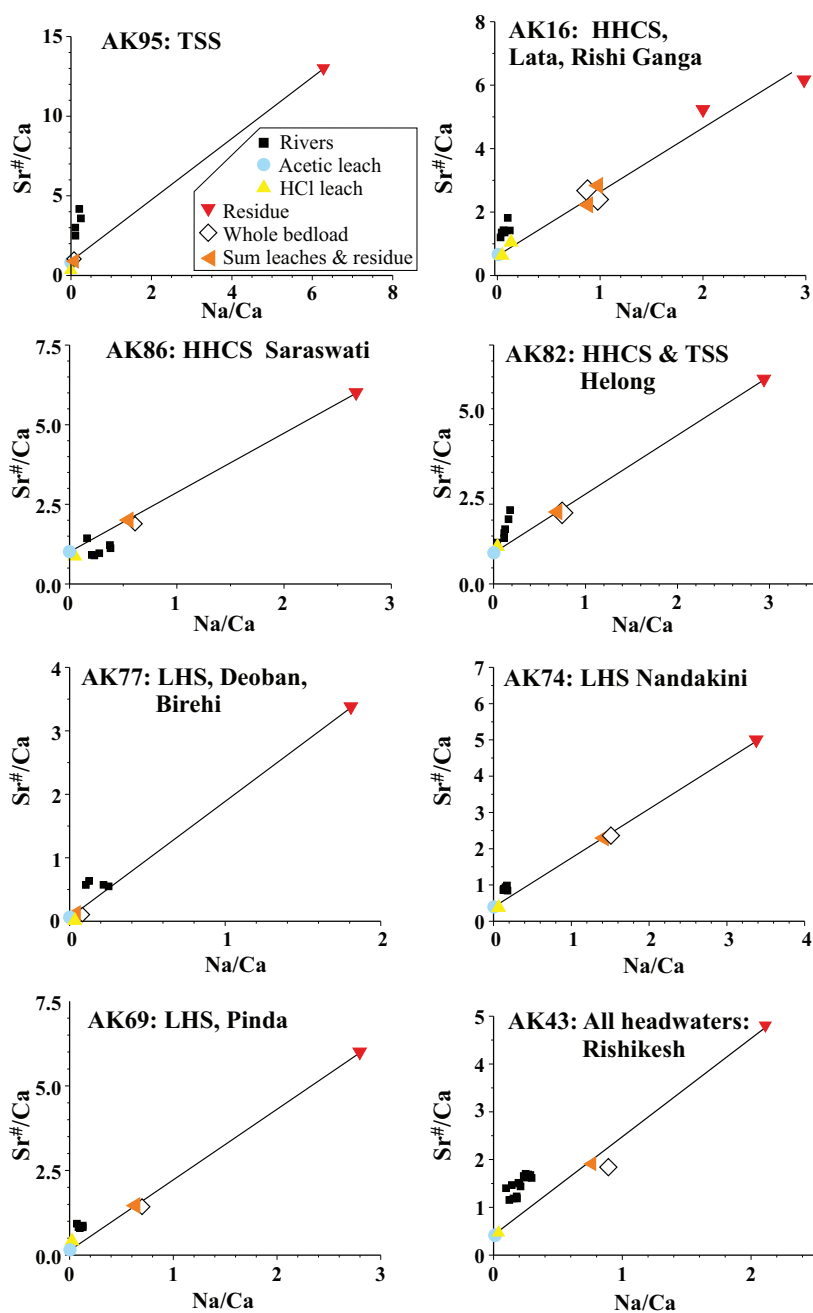 AK95: TSS
15
10
5
0
Sr#/Ca
0 2 4 6 8
Na/Ca
Rivers
Acetic leach
HCl leach
Residue
Whole bedload
Sum leaches & residue
AK16: HHCS,
Lata, Rishi Ganga
8
6
4
2
0
Sr#/Ca
0 1 2 3
Na/Ca
AK86: HHCS Saraswati
7.5
5.0
2.5
0.0
Sr#/Ca
0 1 2 3
Na/Ca
AK82: HHCS & TSS
Helong
5.0
2.5
0.0
Sr#/Ca
0 1 2 3
Na/Ca
AK77: LHS, Deoban,
Birehi
4
3
2
1
0
Sr#/Ca
0 1 2
Na/Ca
AK74: LHS Nandakini
7
6
5
4
3
2
1
0
Sr#/Ca
0 1 2 3 4
Na/Ca
AK69: LHS, Pinda
7.5
5.0
2.5
0.0
Sr#/Ca
0 1 2 3
Na/Ca
AK43: All headwaters:
Rishikesh
5
4
3
2
1
0
Sr#/Ca
0 1 2
Na/Ca